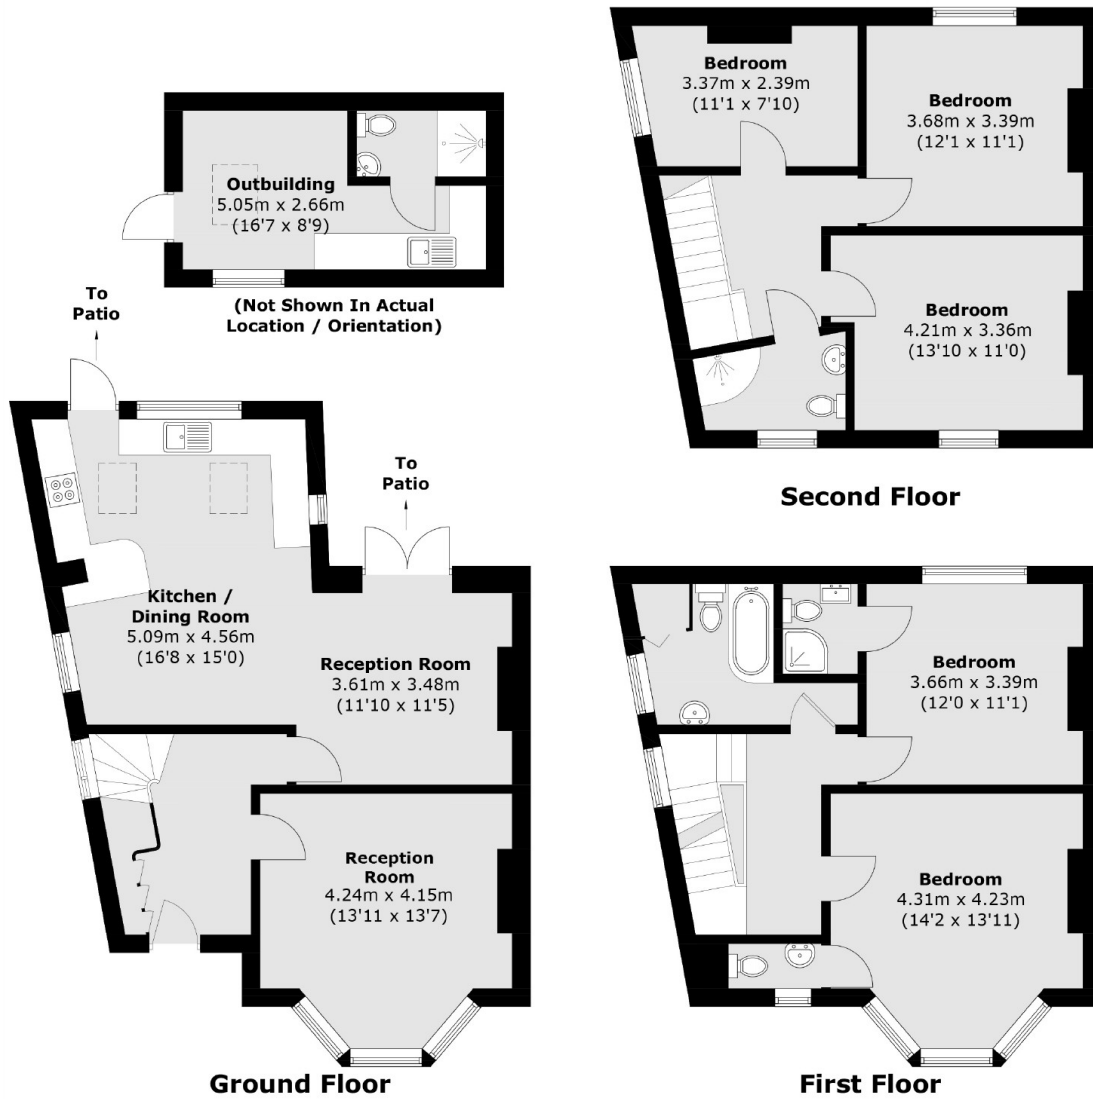 Bedroom
3.37m x 2.39m
(11'1 x 7'10)
Bedroom
3.68m x 3.39m
(12'1 x 11'1)
Outbuilding
5.05m x 2.66m
(16'7 x 8'9)
(Not Shown In Actual
Location / Orientation)
Bedroom
4.21m x 3.36m
(13'10 x 11'0)
Second Floor
To
Patio
To
Patio
Kitchen /
Dining Room
5.09m x 4.56m
(16'8 x 15'0)
Reception Room
3.61m x 3.48m
(11'10 x 11'5)
Reception
Room
4.24m x 4.15m
(13'11 x 13'7)
Ground Floor
Bedroom
3.66m x 3.39m
(12'0 x 11'1)
Bedroom
4.31m x 4.23m
(14'2 x 13'11)
First Floor